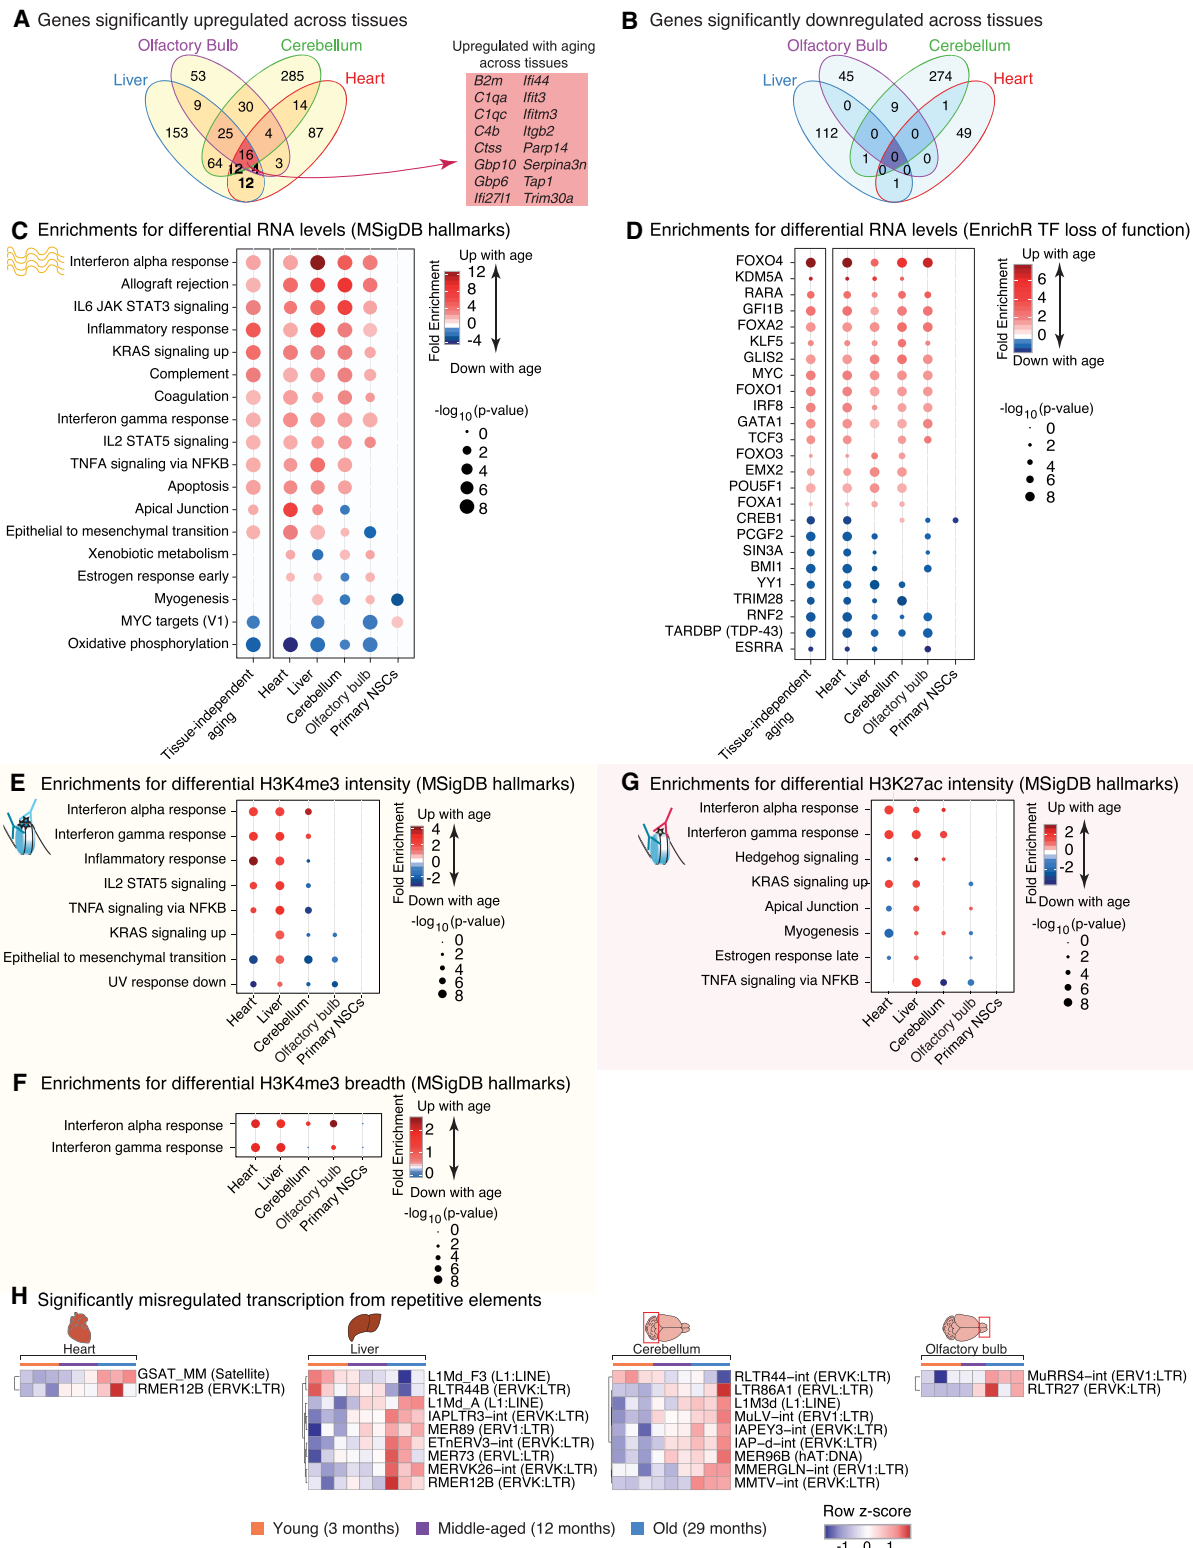 A Genes significantly upregulated across tissues
Olfactory Bulb
Cerebellum
Liver
Heart
53
285
9
30
14
153
25
4
87
16
64
3
12
4
12
Upregulated with aging
across tissues
B2m Ifi44
C1qa Ifit3
C1qc Ifitm3
C4b Itgb2
Ctss Parp14
Gbp10 Serpina3n
Gbp6 Tap1
Ifi27l1 Trim30a
B Genes significantly downregulated across tissues
Olfactory Bulb
Cerebellum
Liver
Heart
45
274
0
9
1
112
0
0
49
1
0
0
0
0
1
C Enrichments for differential RNA levels (MSigDB hallmarks)
Interferon alpha response
Allograft rejection
IL6 JAK STAT3 signaling
Inflammatory response
KRAS signaling up
Complement
Coagulation
Interferon gamma response
IL2 STAT5 signaling
TNFA signaling via NFKB
Apoptosis
Apical Junction
Epithelial to mesenchymal transition
Xenobiotic metabolism
Estrogen response early
Myogenesis
MYC targets (V1)
Oxidative phosphorylation
Tissue-independent
aging
Heart
Liver
Cerebellum
Olfactory bulb
Primary NSCs
Fold Enrichment
12
8
4
0
-4
Up with age
Down with age
-log10(p-value)
0
2
4
6
8
D Enrichments for differential RNA levels (EnrichR TF loss of function)
FOXO4
KDM5A
RARA
GFI1B
FOXA2
KLF5
GLIS2
MYC
FOXO1
IRF8
GATA1
TCF3
FOXO3
EMX2
POU5F1
FOXA1
CREB1
PCGF2
SIN3A
BMI1
YY1
TRIM28
RNF2
TARDBP (TDP-43)
ESRRA
Tissue-independent
aging
Heart
Liver
Cerebellum
Olfactory bulb
Primary NSCs
Fold Enrichment
Up with age
6
4
2
0
Down with age
-log10(p-value)
0
2
4
6
8
E Enrichments for differential H3K4me3 intensity (MSigDB hallmarks)
Interferon alpha response
Interferon gamma response
Inflammatory response
IL2 STAT5 signaling
TNFA signaling via NFKB
KRAS signaling up
Epithelial to mesenchymal transition
UV response down
Heart
Liver
Cerebellum
Olfactory bulb
Primary NSCs
Fold Enrichment
Up with age
4
2
0
-2
Down with age
-log10(p-value)
0
2
4
6
8
G Enrichments for differential H3K27ac intensity (MSigDB hallmarks)
Interferon alpha response
Interferon gamma response
Hedgehog signaling
KRAS signaling up
Apical Junction
Myogenesis
Estrogen response late
TNFA signaling via NFKB
Heart
Liver
Cerebellum
Olfactory bulb
Primary NSCs
Fold Enrichment
Up with age
2
0
-2
Down with age
-log10(p-value)
0
2
4
6
8
F Enrichments for differential H3K4me3 breadth (MSigDB hallmarks)
Interferon alpha response
Interferon gamma response
Heart
Liver
Cerebellum
Olfactory bulb
Primary NSCs
Fold Enrichment
Up with age
2
1
0
Down with age
-log10(p-value)
0
2
4
6
8
H Significantly misregulated transcription from repetitive elements
Heart
GSAT_MM (Satellite)
RMER12B (ERVK:LTR)
Liver
L1Md_F3 (L1:LINE)
RLTR44B (ERVK:LTR)
L1Md_A (L1:LINE)
IAPLTR3-int (ERVK:LTR)
MER89 (ERV1:LTR)
ETnERV3-int (ERVK:LTR)
MER73 (ERVL:LTR)
MERVK26-int (ERVK:LTR)
RMER12B (ERVK:LTR)
Cerebellum
RLTR44-int (ERVK:LTR)
LTR86A1 (ERVL:LTR)
L1M3d (L1:LINE)
MuLV-int (ERV1:LTR)
IAPEY3-int (ERVK:LTR)
IAP-d-int (ERVK:LTR)
MER96B (hAT:DNA)
MMERGLN-int (ERV1:LTR)
MMTV-int (ERVK:LTR)
Olfactory bulb
MuRRS4-int (ERV1:LTR)
RLTR27 (ERVK:LTR)
Young (3 months)
Middle-aged (12 months)
Old (29 months)
Row z-score
-1 0 1